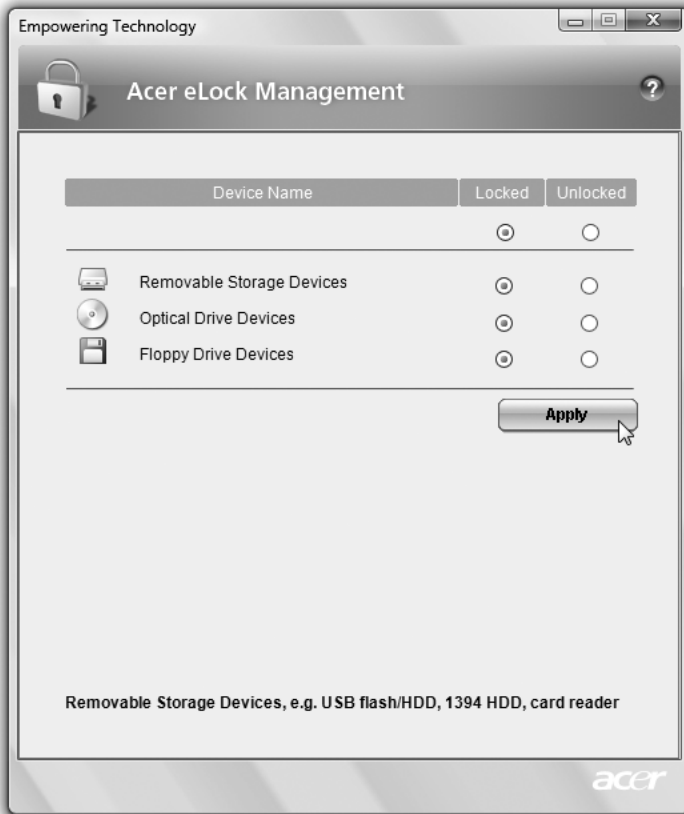 Empowering Technology
Acer eLock Management
Device Name Locked Unlocked
Removable Storage Devices
Optical Drive Devices
Floppy Drive Devices
Apply
Removable Storage Devices, e.g. USB flash/HDD, 1394 HDD, card reader
acer